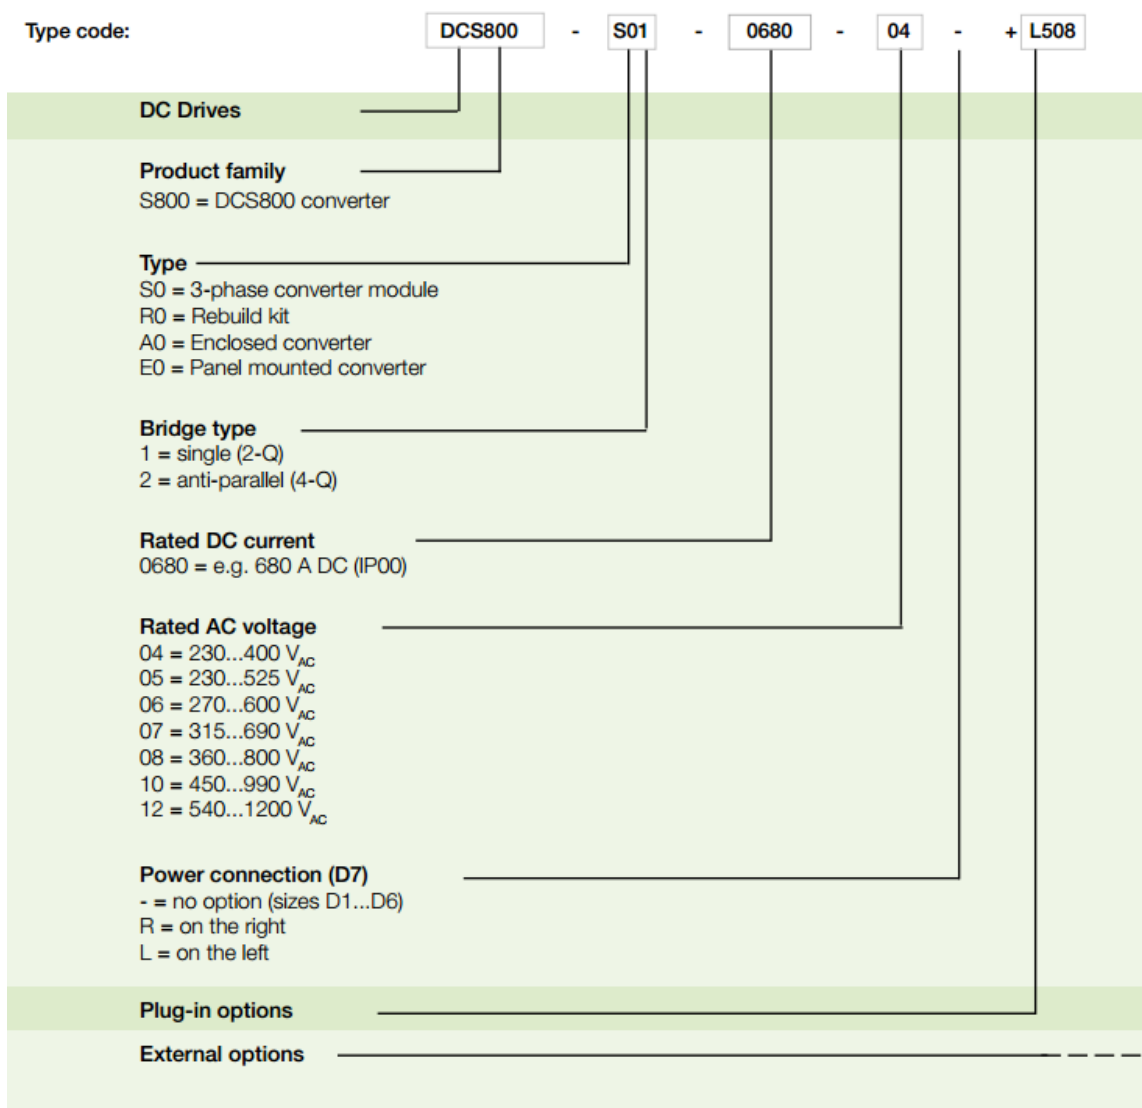 Type code: DCS800 - S01 - 0680 - 04 - + L508
DC Drives
Product family
S800 = DCS800 converter
Type
S0 = 3-phase converter module
R0 = Rebuild kit
A0 = Enclosed converter
E0 = Panel mounted converter
Bridge type
1 = single (2-Q)
2 = anti-parallel (4-Q)
Rated DC current
0680 = e.g. 680 A DC (IP00)
Rated AC voltage
04 = 230...400 VAC
05 = 230...525 VAC
06 = 270...600 VAC
07 = 315...690 VAC
08 = 360...800 VAC
10 = 450...990 VAC
12 = 540...1200 VAC
Power connection (D7)
- = no option (sizes D1...D6)
R = on the right
L = on the left
Plug-in options
External options